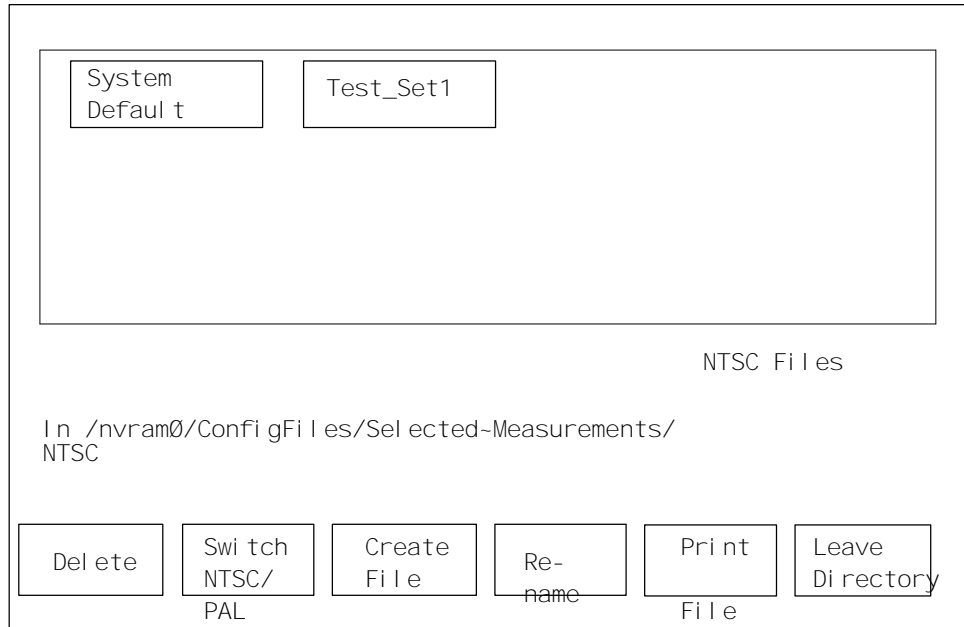 System
Default
Test_Set1
NTSC Files
In /nvramØ/ConfigFiles/Selected~Measurements/
NTSC
Delete
Switch
NTSC/
PAL
Create
File
Re-
name
Print
File
Leave
Directory